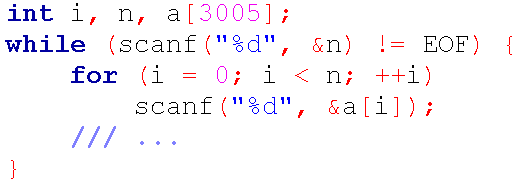 int i, n, a[3005];
while (scanf("%d", &n) != EOF) {
    for (i = 0; i < n; ++i)
        scanf("%d", &a[i]);
    /// ...
}